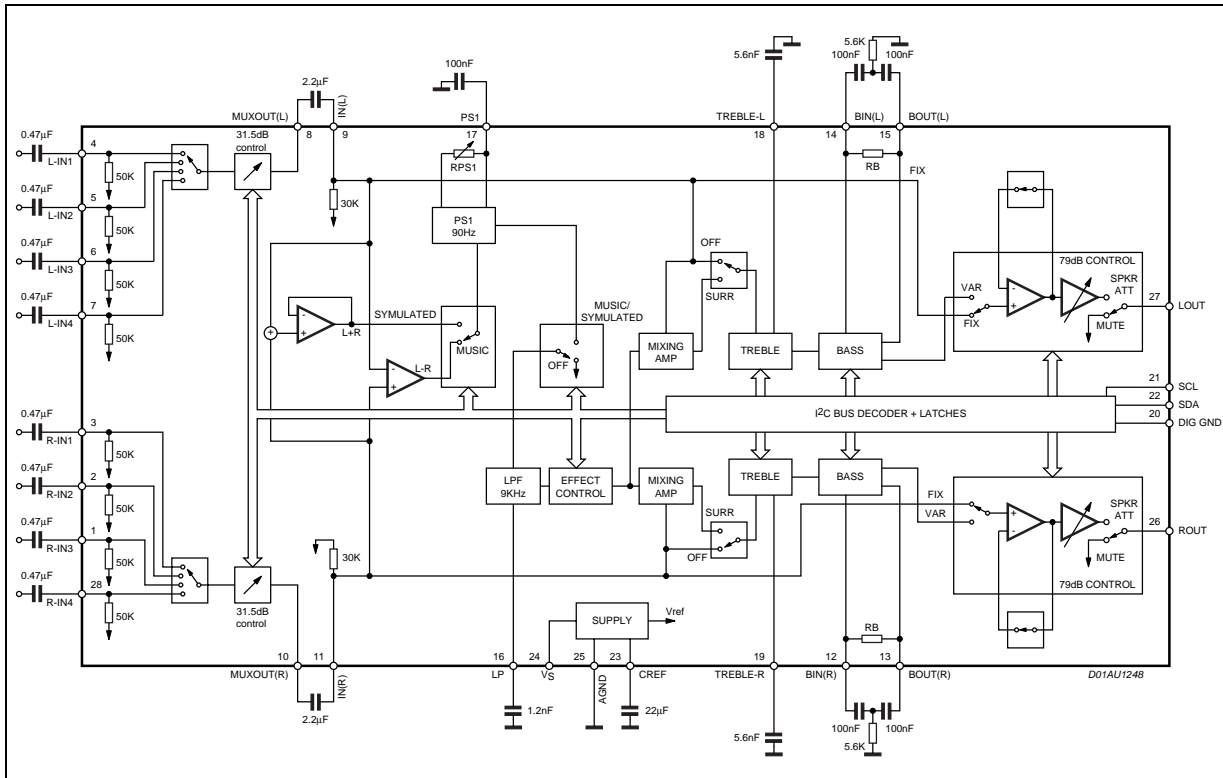 5.6nF
5.6K
100nF 100nF
100nF
2.2µF
MUXOUT(L)
IN(L)
PS1
TREBLE-L
BIN(L)
BOUT(L)
8
9
17
18
14
15
0.47µF
4
L-IN1
50K
31.5dB
control
RPS1
RB
FIX
0.47µF
5
L-IN2
50K
30K
PS1
90Hz
OFF
79dB CONTROL
0.47µF
6
L-IN3
50K
SURR
VAR
SPKR
ATT
27
LOUT
0.47µF
7
L-IN4
50K
-
+
+
L+R
SYMULATED
MUSIC
MUSIC/
SYMULATED
OFF
MIXING
AMP
TREBLE
BASS
FIX
-
+
MUTE
-
+
L-R
21
SCL
I2C BUS DECODER + LATCHES
22
SDA
20
DIG GND
0.47µF
3
R-IN1
50K
0.47µF
2
R-IN2
50K
LPF
9KHz
EFFECT
CONTROL
MIXING
AMP
TREBLE
BASS
FIX
VAR
+
-
SPKR
ATT
26
ROUT
0.47µF
1
R-IN3
50K
30K
SURR
OFF
MUTE
79dB CONTROL
0.47µF
28
R-IN4
50K
31.5dB
control
SUPPLY
Vref
RB
10
11
16
24
25
23
19
12
13
MUXOUT(R)
IN(R)
LP
VS
AGND
CREF
TREBLE-R
BIN(R)
BOUT(R)
D01AU1248
2.2µF
1.2nF
22µF
5.6nF
100nF 100nF
5.6K